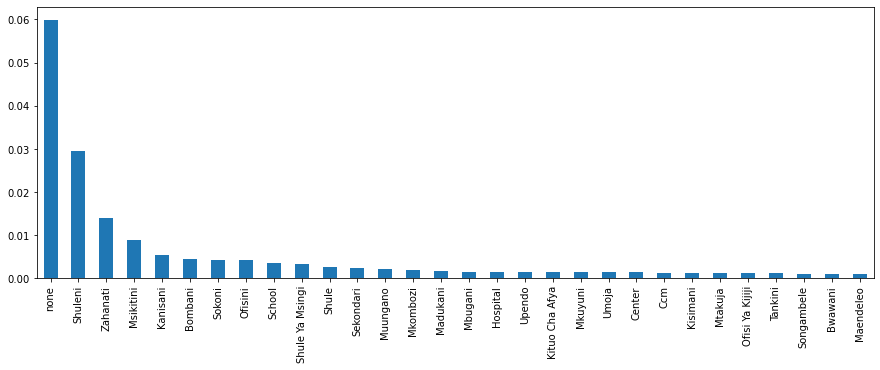 0.06
0.05
0.04
0.03
0.02
0.01
0.00
none
Shuleni
Zahanati
Msikitini
Kanisani
Bombani
Sokoni
Ofisini
School
Shule Ya Msingi
Shule
Sekondari
Muungano
Mkombozi
Madukani
Mbugani
Hospital
Upendo
Kituo Cha Afya
Mkuyuni
Umoja
Center
Ccm
Kisimani
Mtakuja
Ofisi Ya Kijiji
Tankini
Songambele
Bwawani
Maendeleo